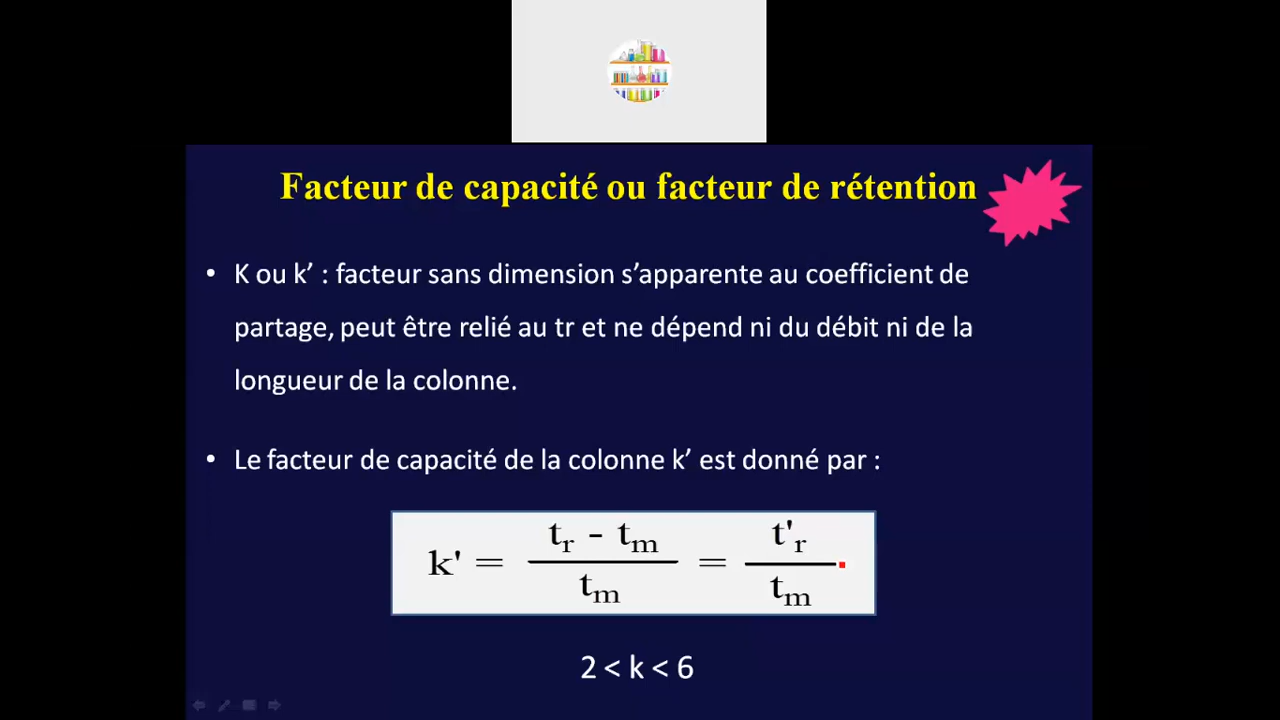 Facteur de capacité ou facteur de rétention
• K ou k’ : facteur sans dimension s’apparente au coefficient de
partage, peut être relié au tr et ne dépend ni du débit ni de la
longueur de la colonne.
• Le facteur de capacité de la colonne k’ est donné par :
k' = (tr - tm) / tm = t'r / tm
2 < k < 6